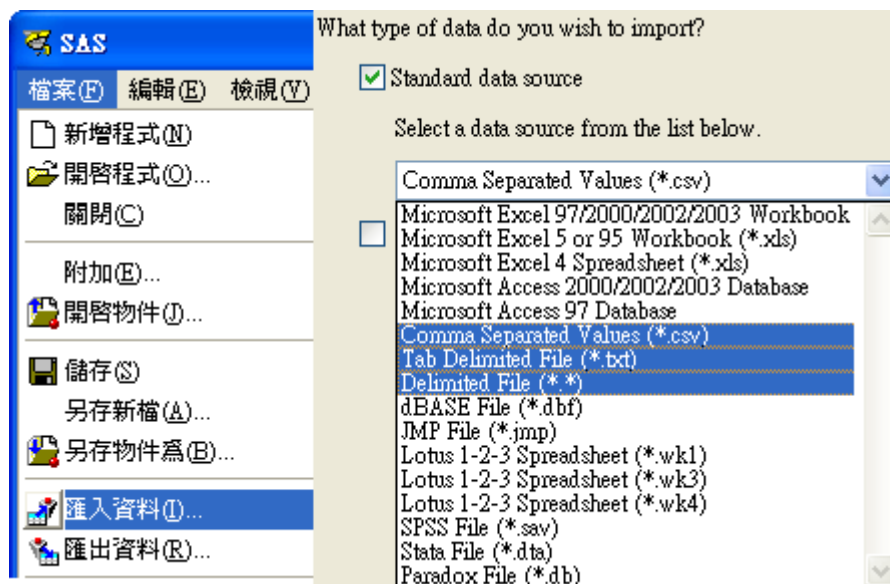 SAS
檔案(F) 編輯(E) 檢視(V)
新增程式(N)
開啓程式(O)...
關閉(C)
附加(E)...
開啓物件(J)...
儲存(S)
另存新檔(A)...
另存物件爲(B)...
匯入資料(I)...
匯出資料(R)...
What type of data do you wish to import?
Standard data source
Select a data source from the list below.
Comma Separated Values (*.csv)
Microsoft Excel 97/2000/2002/2003 Workbook
Microsoft Excel 5 or 95 Workbook (*.xls)
Microsoft Excel 4 Spreadsheet (*.xls)
Microsoft Access 2000/2002/2003 Database
Microsoft Access 97 Database
Comma Separated Values (*.csv)
Tab Delimited File (*.txt)
Delimited File (*.*)
dBASE File (*.dbf)
JMP File (*.jmp)
Lotus 1-2-3 Spreadsheet (*.wk1)
Lotus 1-2-3 Spreadsheet (*.wk3)
Lotus 1-2-3 Spreadsheet (*.wk4)
SPSS File (*.sav)
Stata File (*.dta)
Paradox File (*.db)